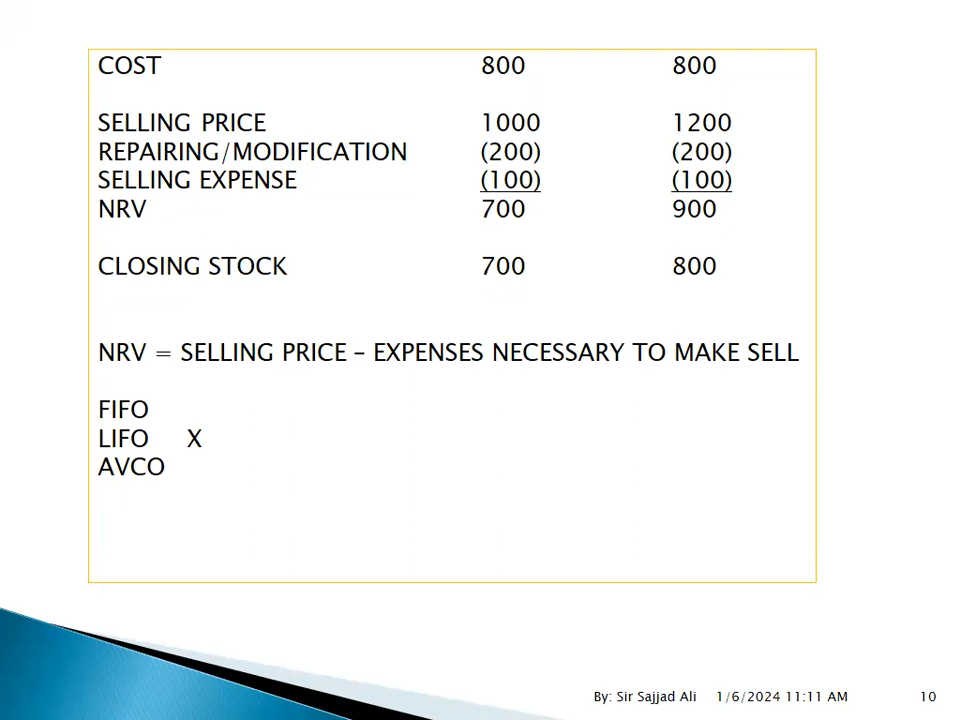 COST 800 800
SELLING PRICE 1000 1200
REPAIRING/MODIFICATION (200) (200)
SELLING EXPENSE (100) (100)
NRV 700 900
CLOSING STOCK 700 800
NRV = SELLING PRICE – EXPENSES NECESSARY TO MAKE SELL
FIFO
LIFO X
AVCO
By: Sir Sajjad Ali 1/6/2024 11:11 AM 10